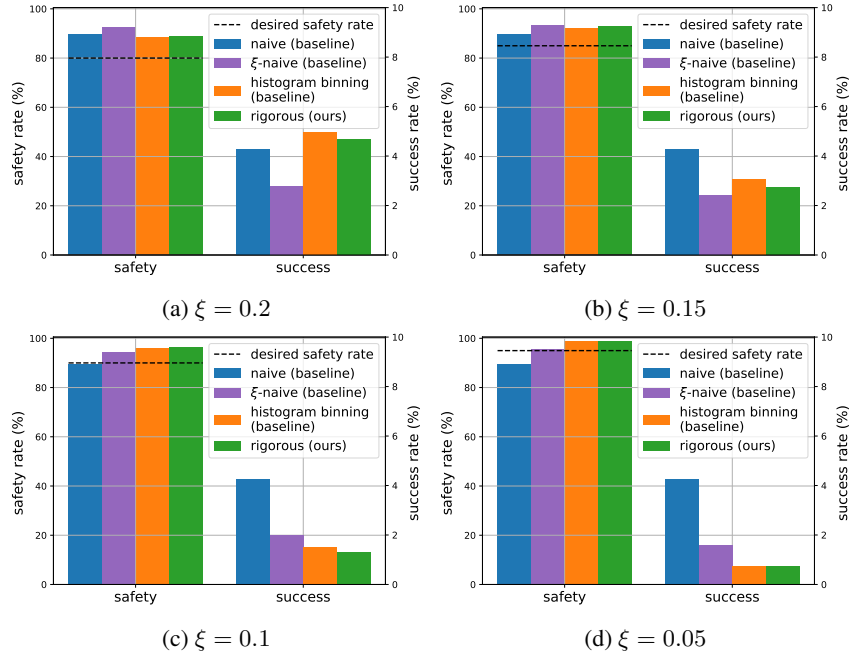 100
80
60
40
20
0
safety rate (%)
safety
success
10
8
6
4
2
0
success rate (%)
desired safety rate
naive (baseline)
ξ-naive (baseline)
histogram binning
(baseline)
rigorous (ours)
(a) ξ = 0.2
100
80
60
40
20
0
safety rate (%)
safety
success
10
8
6
4
2
0
success rate (%)
desired safety rate
naive (baseline)
ξ-naive (baseline)
histogram binning
(baseline)
rigorous (ours)
(b) ξ = 0.15
100
80
60
40
20
0
safety rate (%)
safety
success
10
8
6
4
2
0
success rate (%)
desired safety rate
naive (baseline)
ξ-naive (baseline)
histogram binning
(baseline)
rigorous (ours)
(c) ξ = 0.1
100
80
60
40
20
0
safety rate (%)
safety
success
10
8
6
4
2
0
success rate (%)
desired safety rate
naive (baseline)
ξ-naive (baseline)
histogram binning
(baseline)
rigorous (ours)
(d) ξ = 0.05